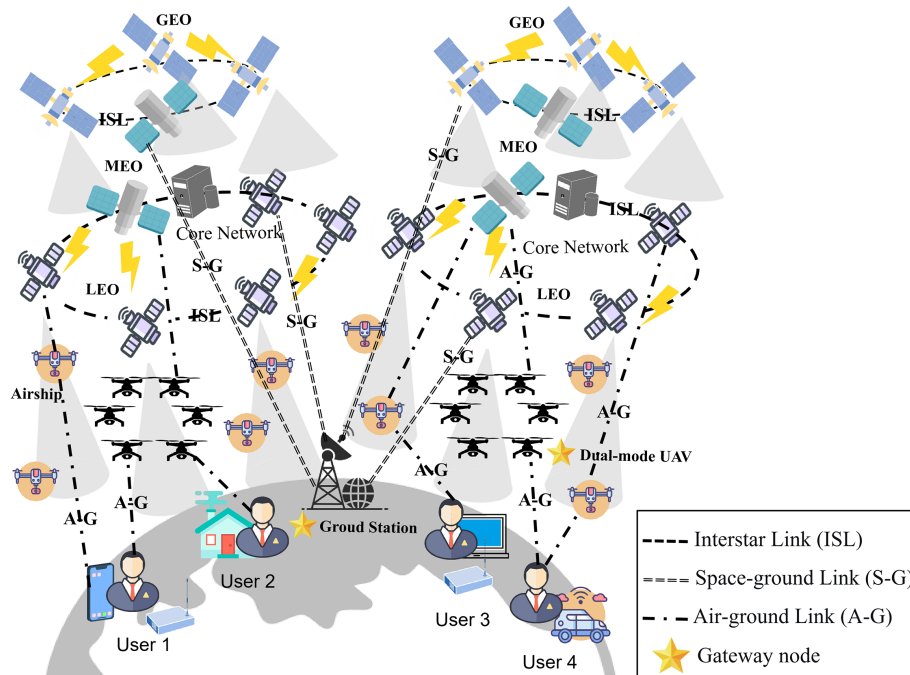 GEO
GEO
ISL
ISL
S-G
MEO
MEO
ISL
Core Network
Core Network
S-G
A-G
LEO
LEO
ISL
S-G
S-G
Airship
A-G
Dual-mode UAV
A-G
A-G
A-G
A-G
Groud Station
User 2
User 1
User 3
User 4
Interstar Link (ISL)
Space-ground Link (S-G)
Air-ground Link (A-G)
Gateway node